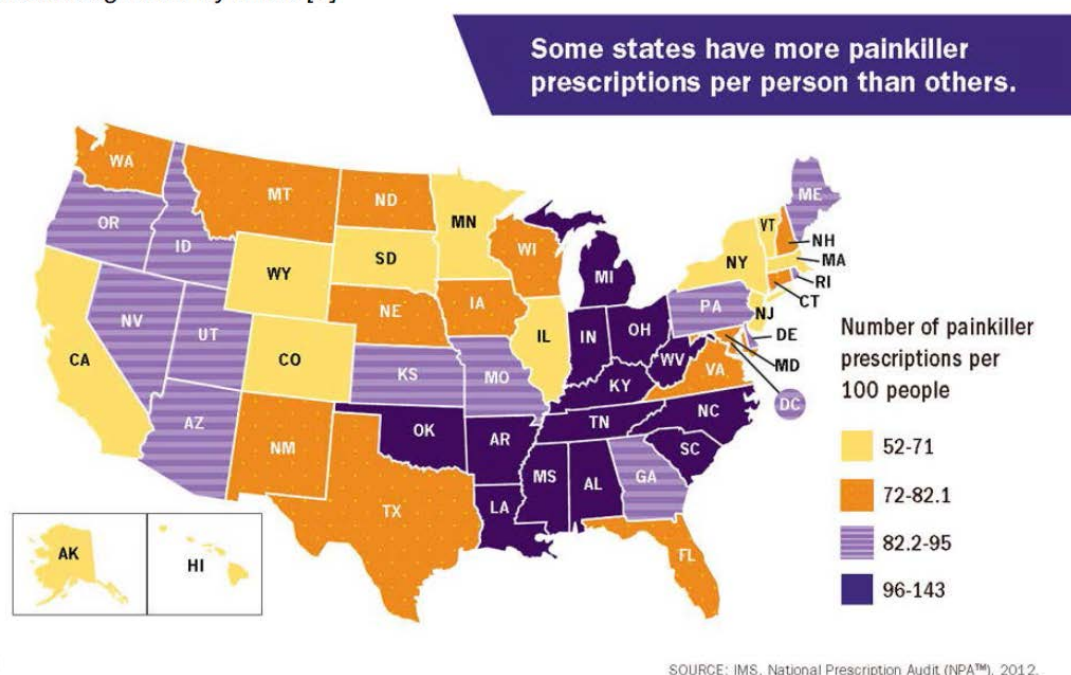 Some states have more painkiller
prescriptions per person than others.
WA
MT
ND
MN
OR
ID
WY
SD
WI
MI
NY
VT
ME
NH
MA
RI
CT
NJ
DE
MD
DC
NV
UT
CO
NE
IA
IL
IN
OH
PA
WV
VA
CA
AZ
NM
KS
MO
KY
OK
AR
TN
NC
SC
TX
LA
MS
AL
GA
FL
AK
HI
Number of painkiller
prescriptions per
100 people
52-71
72-82.1
82.2-95
96-143
SOURCE: IMS, National Prescription Audit (NPA™), 2012.